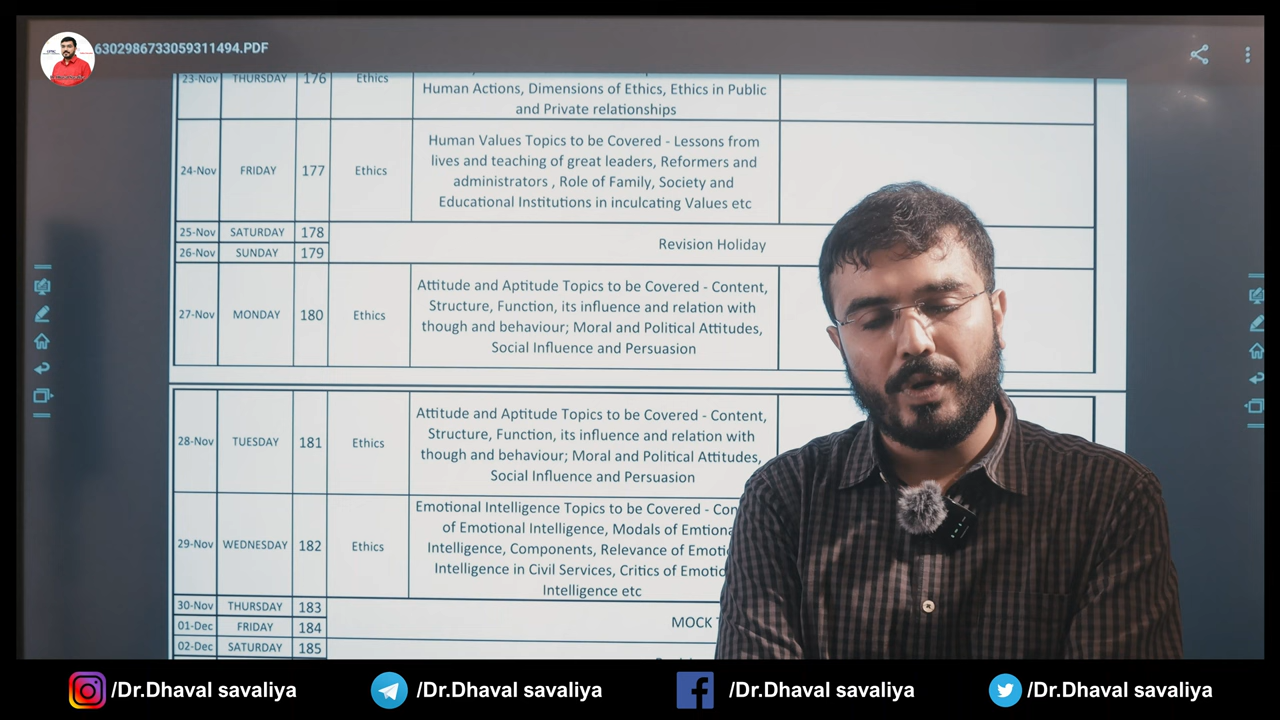 6302986733059311494.PDF
23-Nov THURSDAY 176 Ethics
Human Actions, Dimensions of Ethics, Ethics in Public
and Private relationships
24-Nov FRIDAY 177 Ethics
Human Values Topics to be Covered - Lessons from
lives and teaching of great leaders, Reformers and
administrators , Role of Family, Society and
Educational Institutions in inculcating Values etc
25-Nov SATURDAY 178
26-Nov SUNDAY 179
Revision Holiday
27-Nov MONDAY 180 Ethics
Attitude and Aptitude Topics to be Covered - Content,
Structure, Function, its influence and relation with
though and behaviour; Moral and Political Attitudes,
Social Influence and Persuasion
28-Nov TUESDAY 181 Ethics
Attitude and Aptitude Topics to be Covered - Content,
Structure, Function, its influence and relation with
though and behaviour; Moral and Political Attitudes,
Social Influence and Persuasion
29-Nov WEDNESDAY 182 Ethics
Emotional Intelligence Topics to be Covered - Con
of Emotional Intelligence, Modals of Emtiona
Intelligence, Components, Relevance of Emoti
Intelligence in Civil Services, Critics of Emotio
Intelligence etc
30-Nov THURSDAY 183
01-Dec FRIDAY 184
MOCK T
02-Dec SATURDAY 185
/Dr.Dhaval savaliya /Dr.Dhaval savaliya /Dr.Dhaval savaliya /Dr.Dhaval savaliya